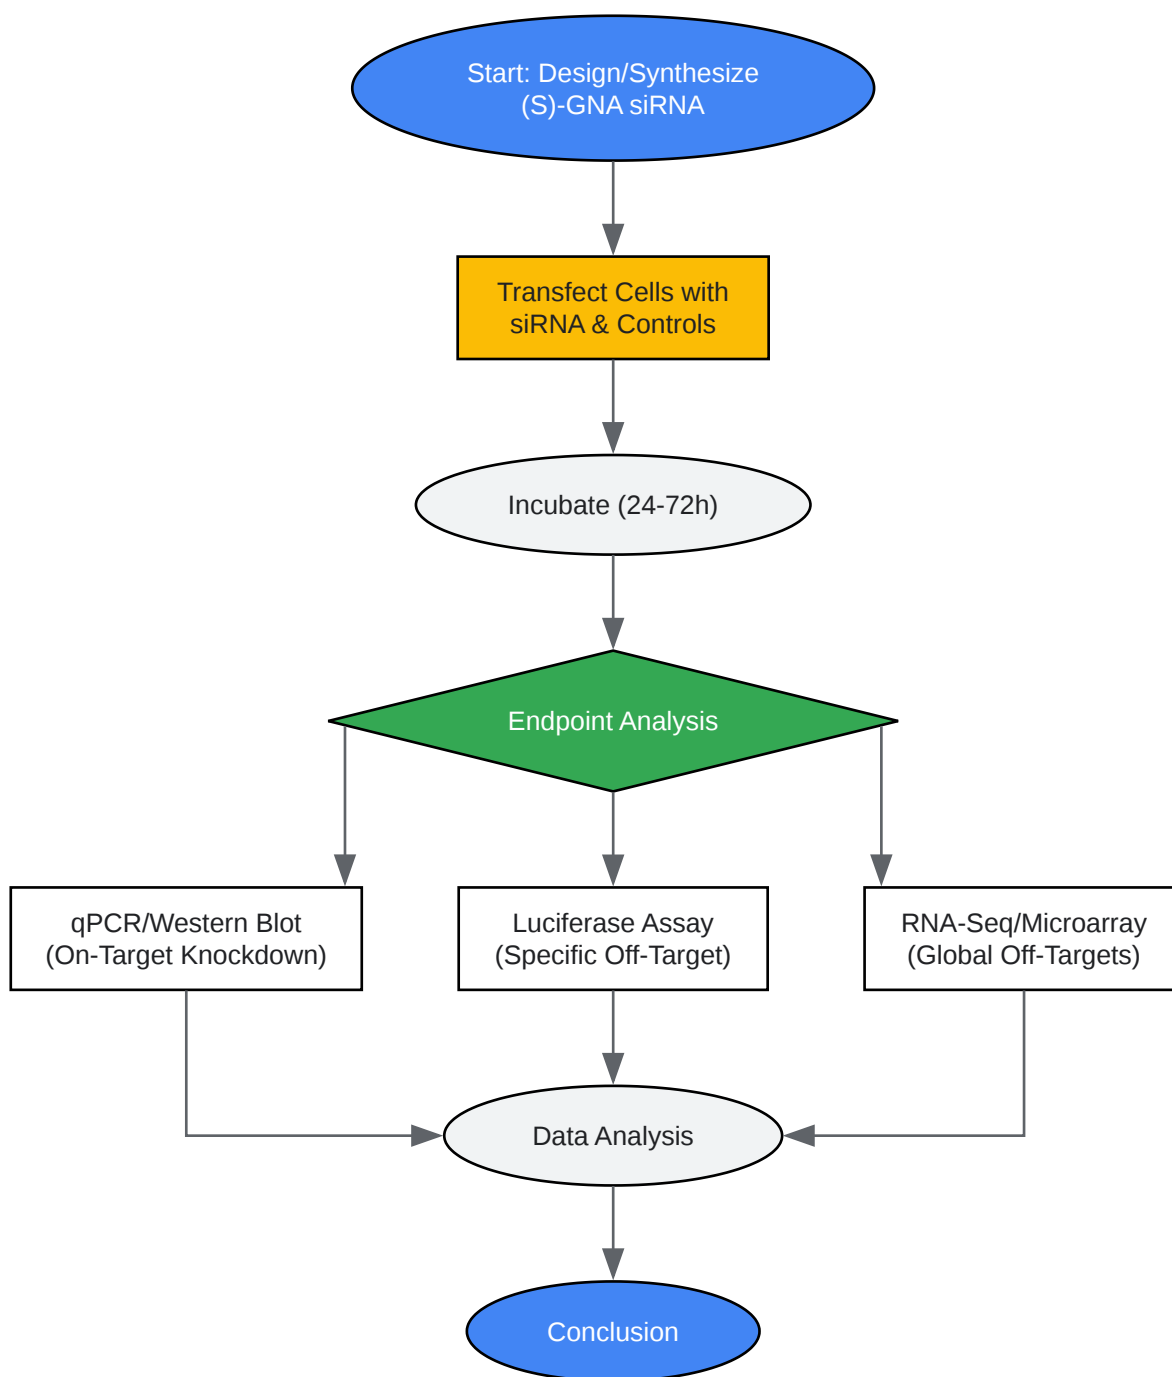 Start: Design/Synthesize
(S)-GNA siRNA
Transfect Cells with
siRNA & Controls
Incubate (24-72h)
Endpoint Analysis
qPCR/Western Blot
(On-Target Knockdown)
Luciferase Assay
(Specific Off-Target)
RNA-Seq/Microarray
(Global Off-Targets)
Data Analysis
Conclusion